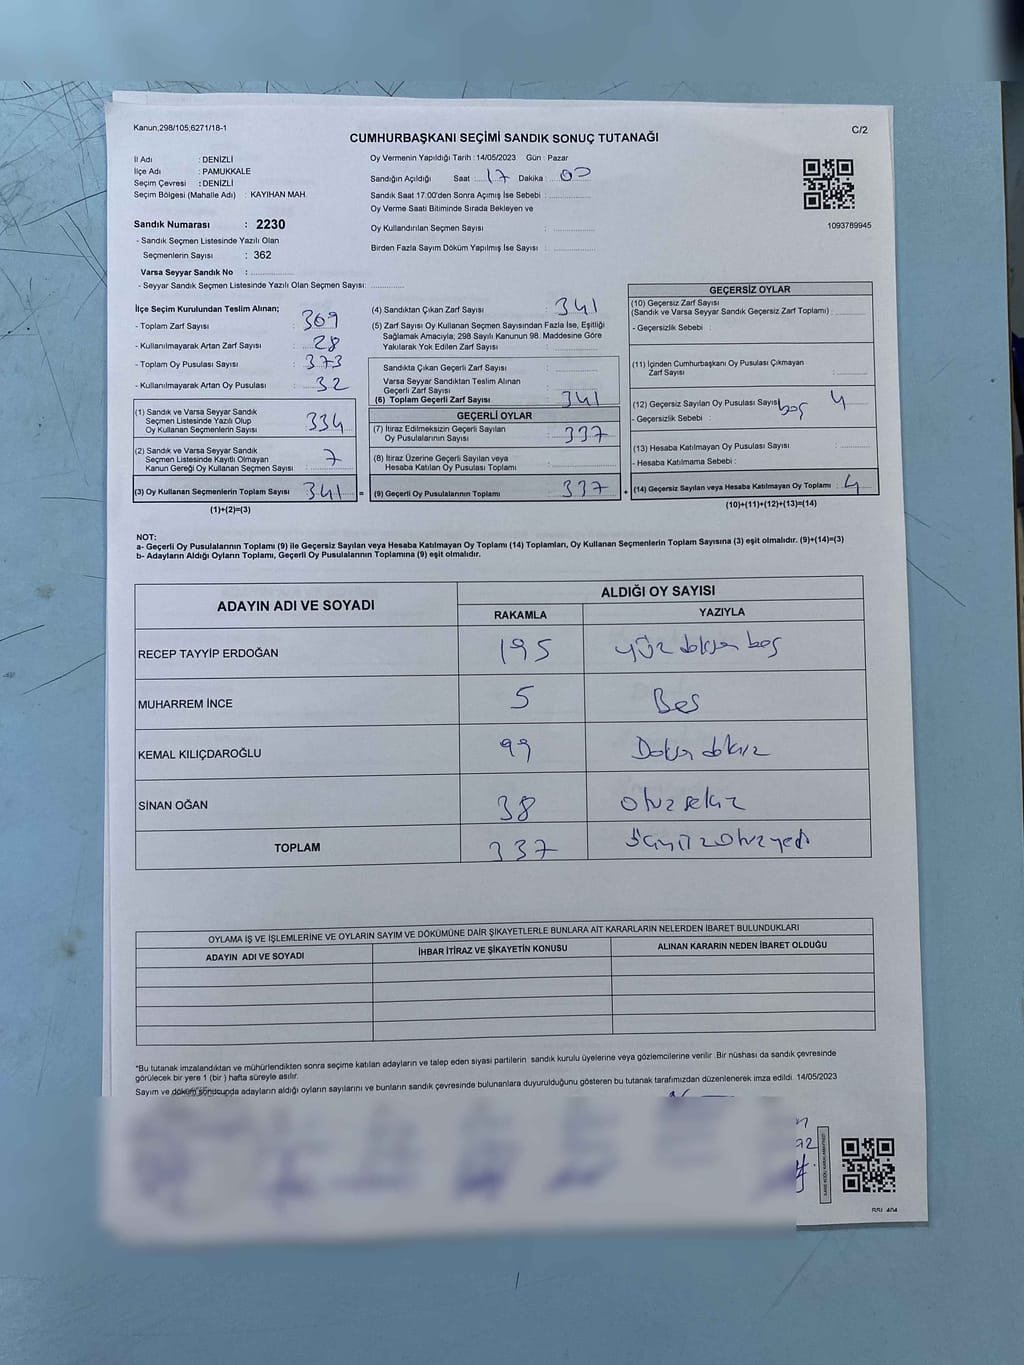 Kanun;298/105,6271/18-1
C/2
CUMHURBAŞKANI SEÇİMİ SANDIK SONUÇ TUTANAĞI
1093789945
İl Adı : DENİZLİ
İlçe Adı : PAMUKKALE
Seçim Çevresi : DENİZLİ
Seçim Bölgesi (Mahalle Adı) : KAYIHAN MAH.
Sandık Numarası : 2230
- Sandık Seçmen Listesinde Yazılı Olan
Seçmenlerin Sayısı : 362
Varsa Seyyar Sandık No :
- Seyyar Sandık Seçmen Listesinde Yazılı Olan Seçmen Sayısı:
Oy Vermenin Yapıldığı Tarih : 14/05/2023 Gün : Pazar
Sandığın Açıldığı Saat : 17 Dakika : 00
Sandık Saat 17.00'den Sonra Açımış İse Sebebi :
Oy Verme Saati Bitiminde Sırada Bekleyen ve
Oy Kullandırılan Seçmen Sayısı :
Birden Fazla Sayım Döküm Yapılmış İse Sayısı :
İlçe Seçim Kurulundan Teslim Alınan;
- Toplam Zarf Sayısı : 369
- Kullanılmayarak Artan Zarf Sayısı : 28
- Toplam Oy Pusulası Sayısı : 373
- Kullanılmayarak Artan Oy Pusulası : 32
(1) Sandık ve Varsa Seyyar Sandık
Seçmen Listesinde Yazılı Olup
Oy Kullanan Seçmenlerin Sayısı : 334
(2) Sandık ve Varsa Seyyar Sandık
Seçmen Listesinde Kayıtlı Olmayan
Kanun Gereği Oy Kullanan Seçmen Sayısı : 7
(3) Oy Kullanan Seçmenlerin Toplam Sayısı 341
(1)+(2)=(3)
=
(4) Sandıktan Çıkan Zarf Sayısı : 341
(5) Zarf Sayısı Oy Kullanan Seçmen Sayısından Fazla İse, Eşitliği
Sağlamak Amacıyla; 298 Sayılı Kanunun 98. Maddesine Göre
Yakılarak Yok Edilen Zarf Sayısı :
Sandıkta Çıkan Geçerli Zarf Sayısı :
Varsa Seyyar Sandıktan Teslim Alınan
Geçerli Zarf Sayısı :
(6) Toplam Geçerli Zarf Sayısı : 341
GEÇERLİ OYLAR
(7) İtiraz Edilmeksizin Geçerli Sayılan
Oy Pusulalarının Sayısı : 337
(8) İtiraz Üzerine Geçerli Sayılan veya
Hesaba Katılan Oy Pusulası Toplamı :
(9) Geçerli Oy Pusulalarının Toplamı : 337
+
GEÇERSİZ OYLAR
(10) Geçersiz Zarf Sayısı
(Sandık ve Varsa Seyyar Sandık Geçersiz Zarf Toplamı) :
- Geçersizlik Sebebi :
(11) İçinden Cumhurbaşkanı Oy Pusulası Çıkmayan
Zarf Sayısı :
(12) Geçersiz Sayılan Oy Pusulası Sayısı 4
- Geçersizlik Sebebi : boş
(13) Hesaba Katılmayan Oy Pusulası Sayısı :
- Hesaba Katılmama Sebebi :
(14) Geçersiz Sayılan veya Hesaba Katılmayan Oy Toplamı : 4
(10)+(11)+(12)+(13)=(14)
NOT:
a- Geçerli Oy Pusulalarının Toplamı (9) ile Geçersiz Sayılan veya Hesaba Katılmayan Oy Toplamı (14) Toplamları, Oy Kullanan Seçmenlerin Toplam Sayısına (3) eşit olmalıdır. (9)+(14)=(3)
b- Adayların Aldığı Oyların Toplamı, Geçerli Oy Pusulalarının Toplamına (9) eşit olmalıdır.
ADAYIN ADI VE SOYADI
ALDIĞI OY SAYISI
RAKAMLA YAZIYLA
RECEP TAYYİP ERDOĞAN 195 yüz doksan beş
MUHARREM İNCE 5 Beş
KEMAL KILIÇDAROĞLU 99 Doksan dokuz
SİNAN OĞAN 38 otuz sekiz
TOPLAM 337 üçyüzotuzyedi
OYLAMA İŞ VE İŞLEMLERİNE VE OYLARIN SAYIM VE DÖKÜMÜNE DAİR ŞİKAYETLERLE BUNLARA AİT KARARLARIN NELERDEN İBARET BULUNDUKLARI
ADAYIN ADI VE SOYADI İHBAR İTİRAZ VE ŞİKAYETİN KONUSU ALINAN KARARIN NEDEN İBARET OLDUĞU
*Bu tutanak imzalandıktan ve mühürlendikten sonra seçime katılan adayların ve talep eden siyasi partilerin sandık kurulu üyelerine veya gözlemcilerine verilir .Bir nüshası da sandık çevresinde
görülecek bir yere 1 (bir ) hafta süreyle asılır.
Sayım ve döküm sonucunda adayların aldığı oyların sayılarını ve bunların sandık çevresinde bulunanlara duyurulduğunu gösteren bu tutanak tarafımızdan düzenlenerek imza edildi. 14/05/2023